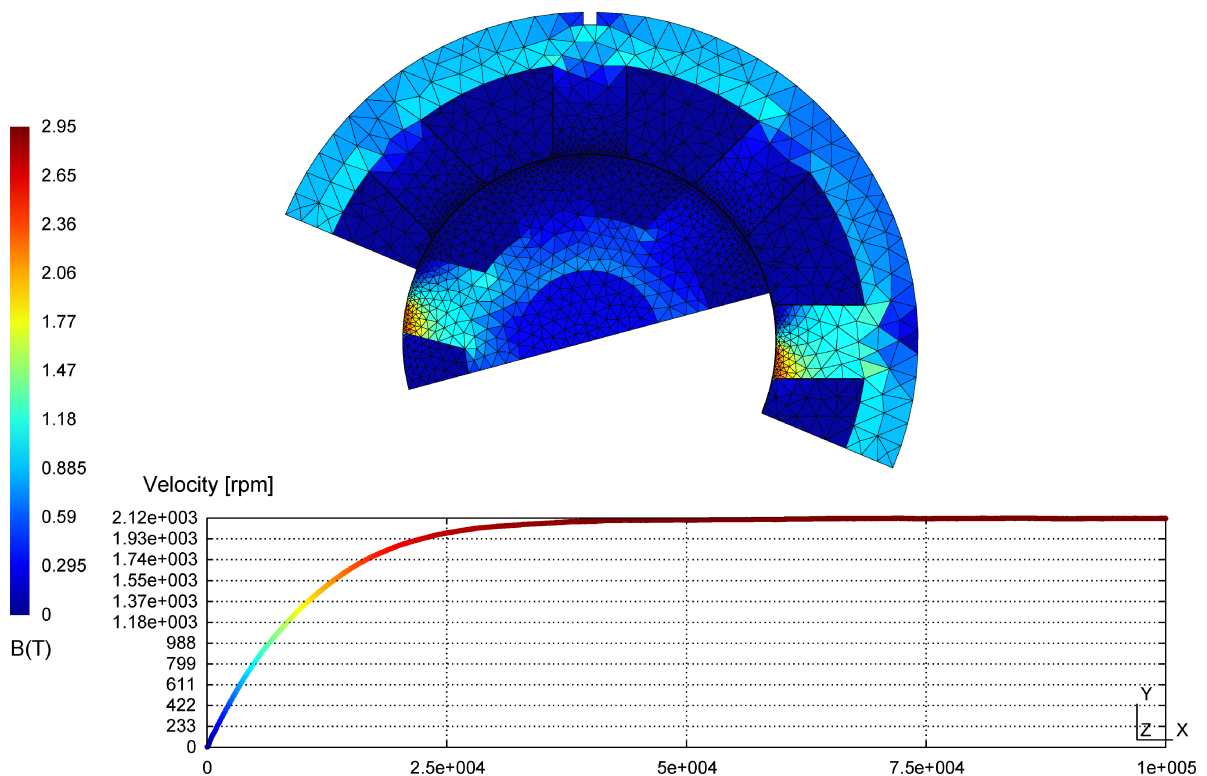 2.95
2.65
2.36
2.06
1.77
1.47
1.18
0.885
0.59
0.295
0
B(T)
Velocity [rpm]
2.12e+003
1.93e+003
1.74e+003
1.55e+003
1.37e+003
1.18e+003
988
799
611
422
233
0
0 2.5e+004 5e+004 7.5e+004 1e+005
Y
Z X